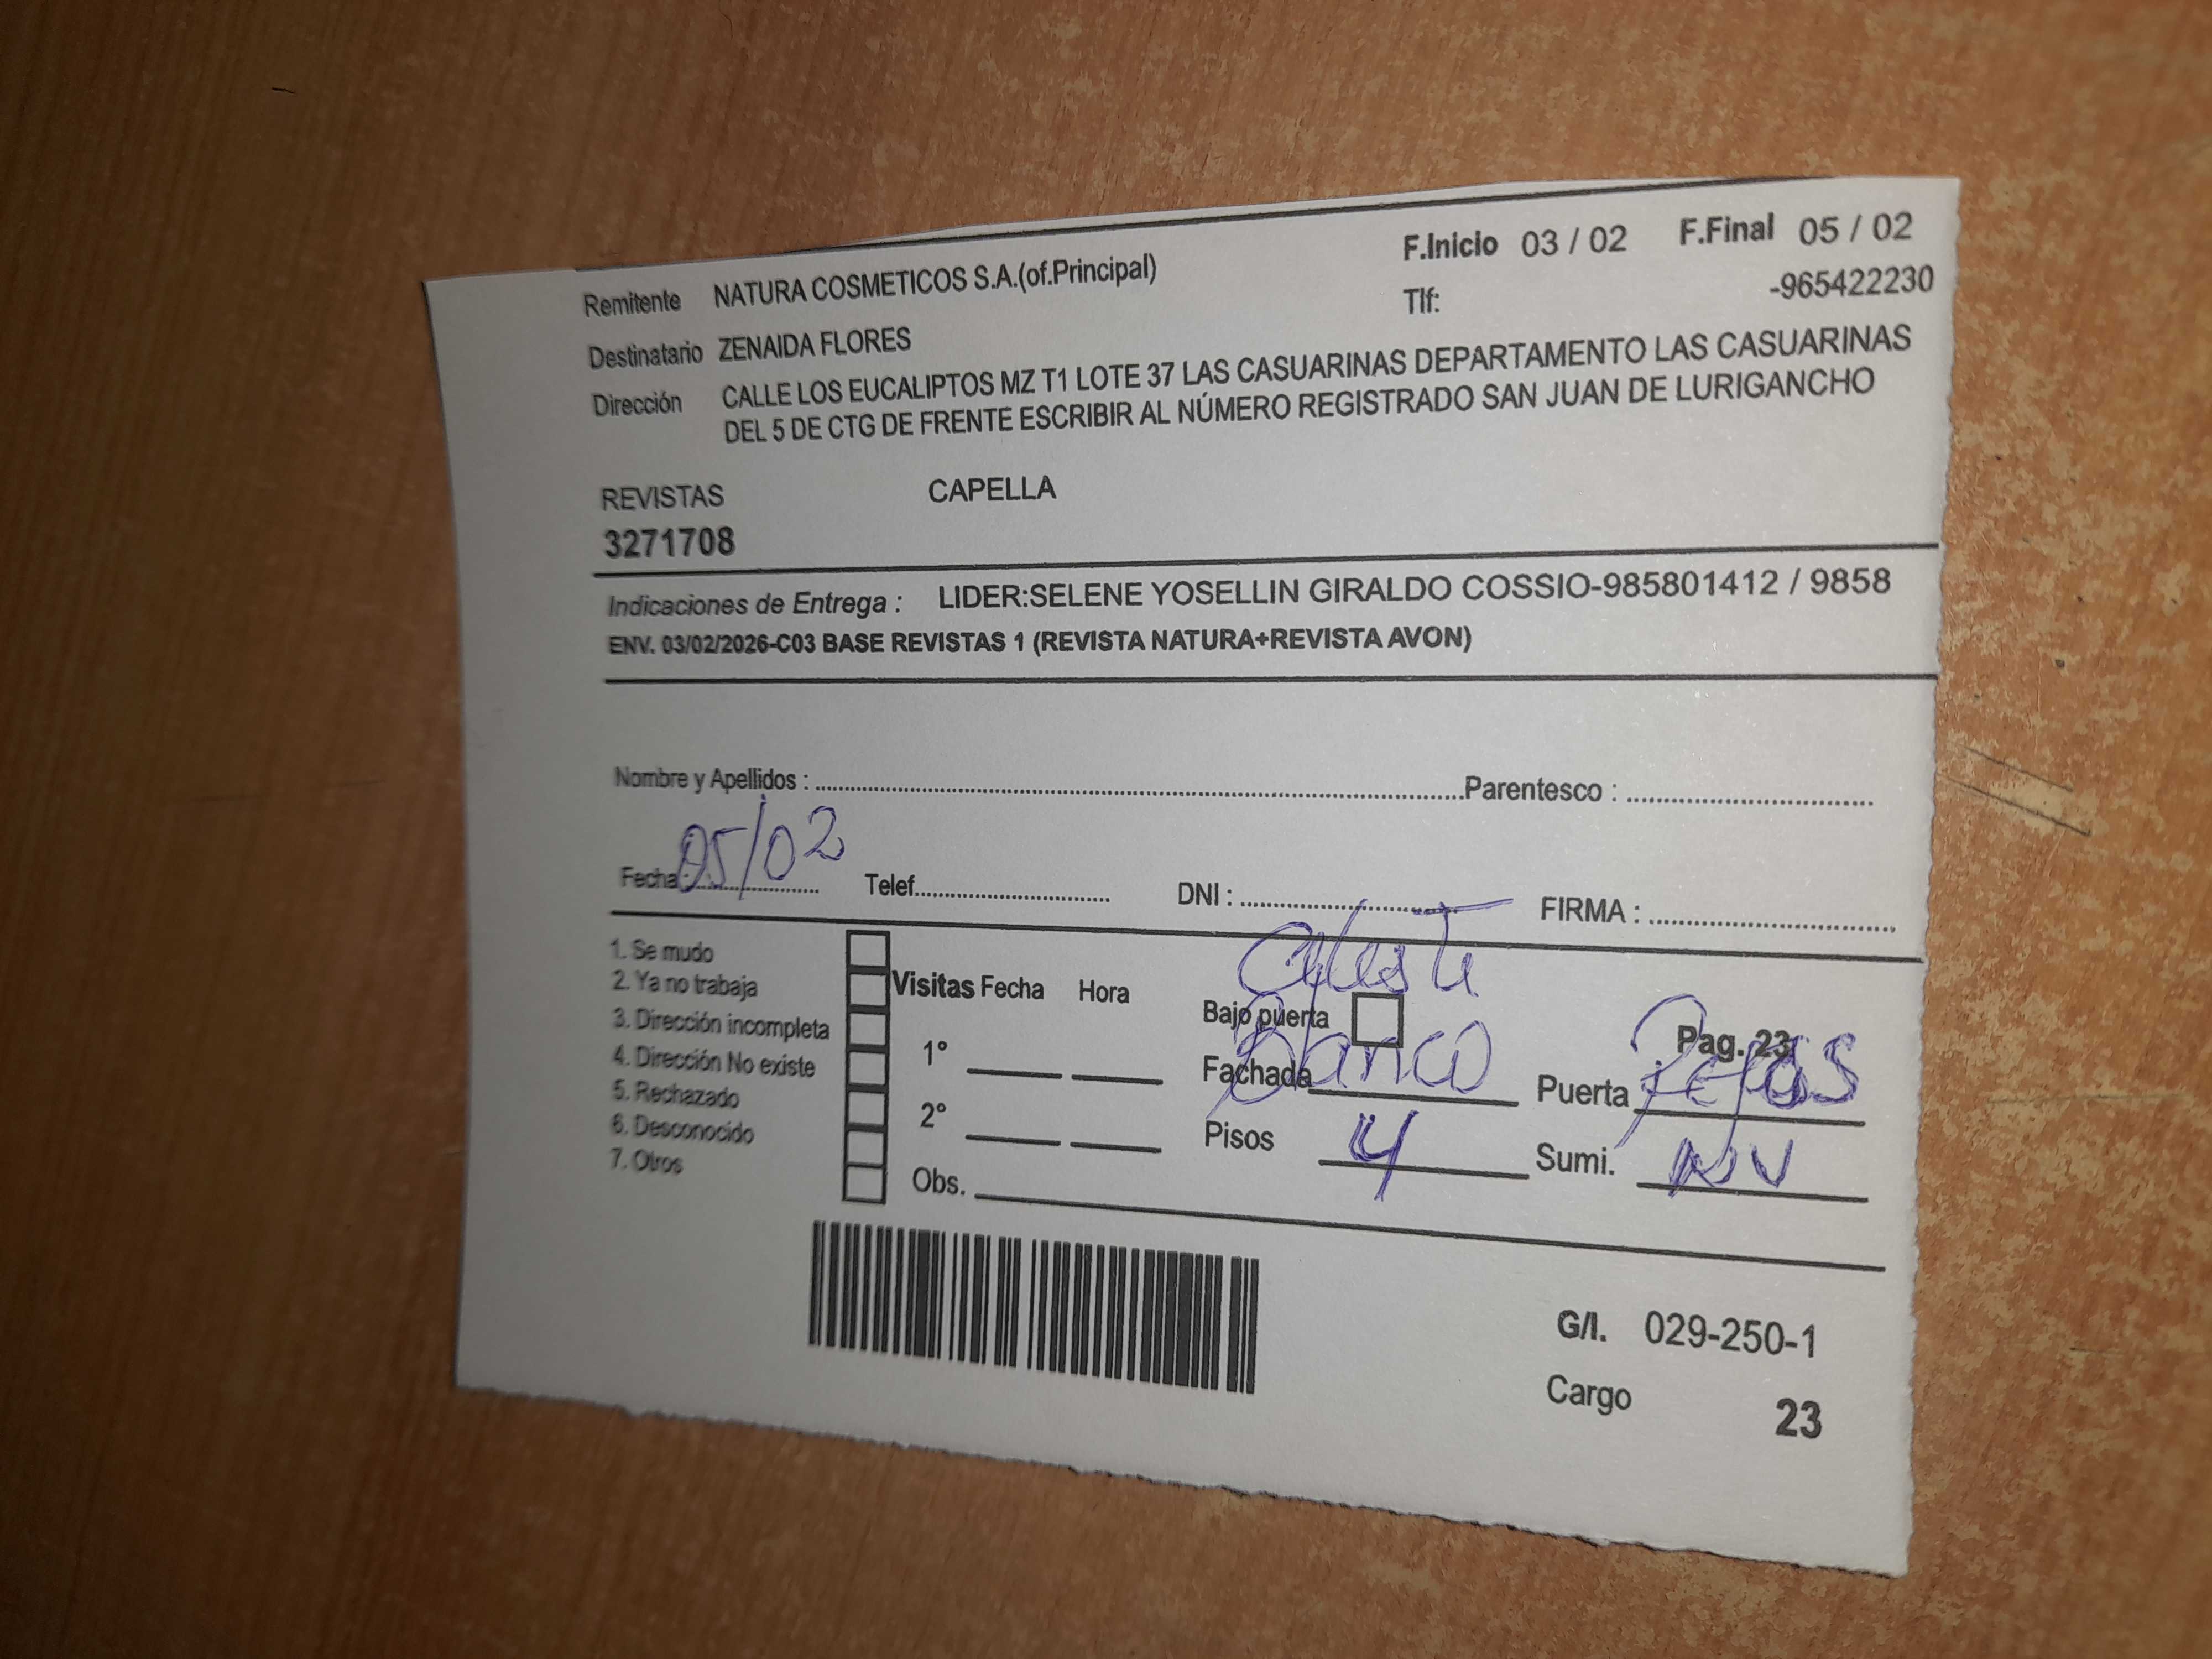 F.Inicio 03 / 02 F.Final 05 / 02
Remitente NATURA COSMETICOS S.A.(of.Principal) Tlf: -965422230
Destinatario ZENAIDA FLORES
Dirección CALLE LOS EUCALIPTOS MZ T1 LOTE 37 LAS CASUARINAS DEPARTAMENTO LAS CASUARINAS
DEL 5 DE CTG DE FRENTE ESCRIBIR AL NÚMERO REGISTRADO SAN JUAN DE LURIGANCHO
REVISTAS CAPELLA
3271708
Indicaciones de Entrega : LIDER:SELENE YOSELLIN GIRALDO COSSIO-985801412 / 9858
ENV. 03/02/2026-C03 BASE REVISTAS 1 (REVISTA NATURA+REVISTA AVON)
Nombre y Apellidos : Parentesco :
Fecha : 05/02 Telef. DNI : FIRMA :
1. Se mudo
2. Ya no trabaja
3. Dirección incompleta
4. Dirección No existe
5. Rechazado
6. Desconocido
7. Otros
Visitas Fecha Hora
1°
2°
Obs.
Celeste
Bajo puerta
Fachada Blanco
Pisos 4
Pag. 23
Puerta Rejas
Sumi. NV
G/I. 029-250-1
Cargo 23